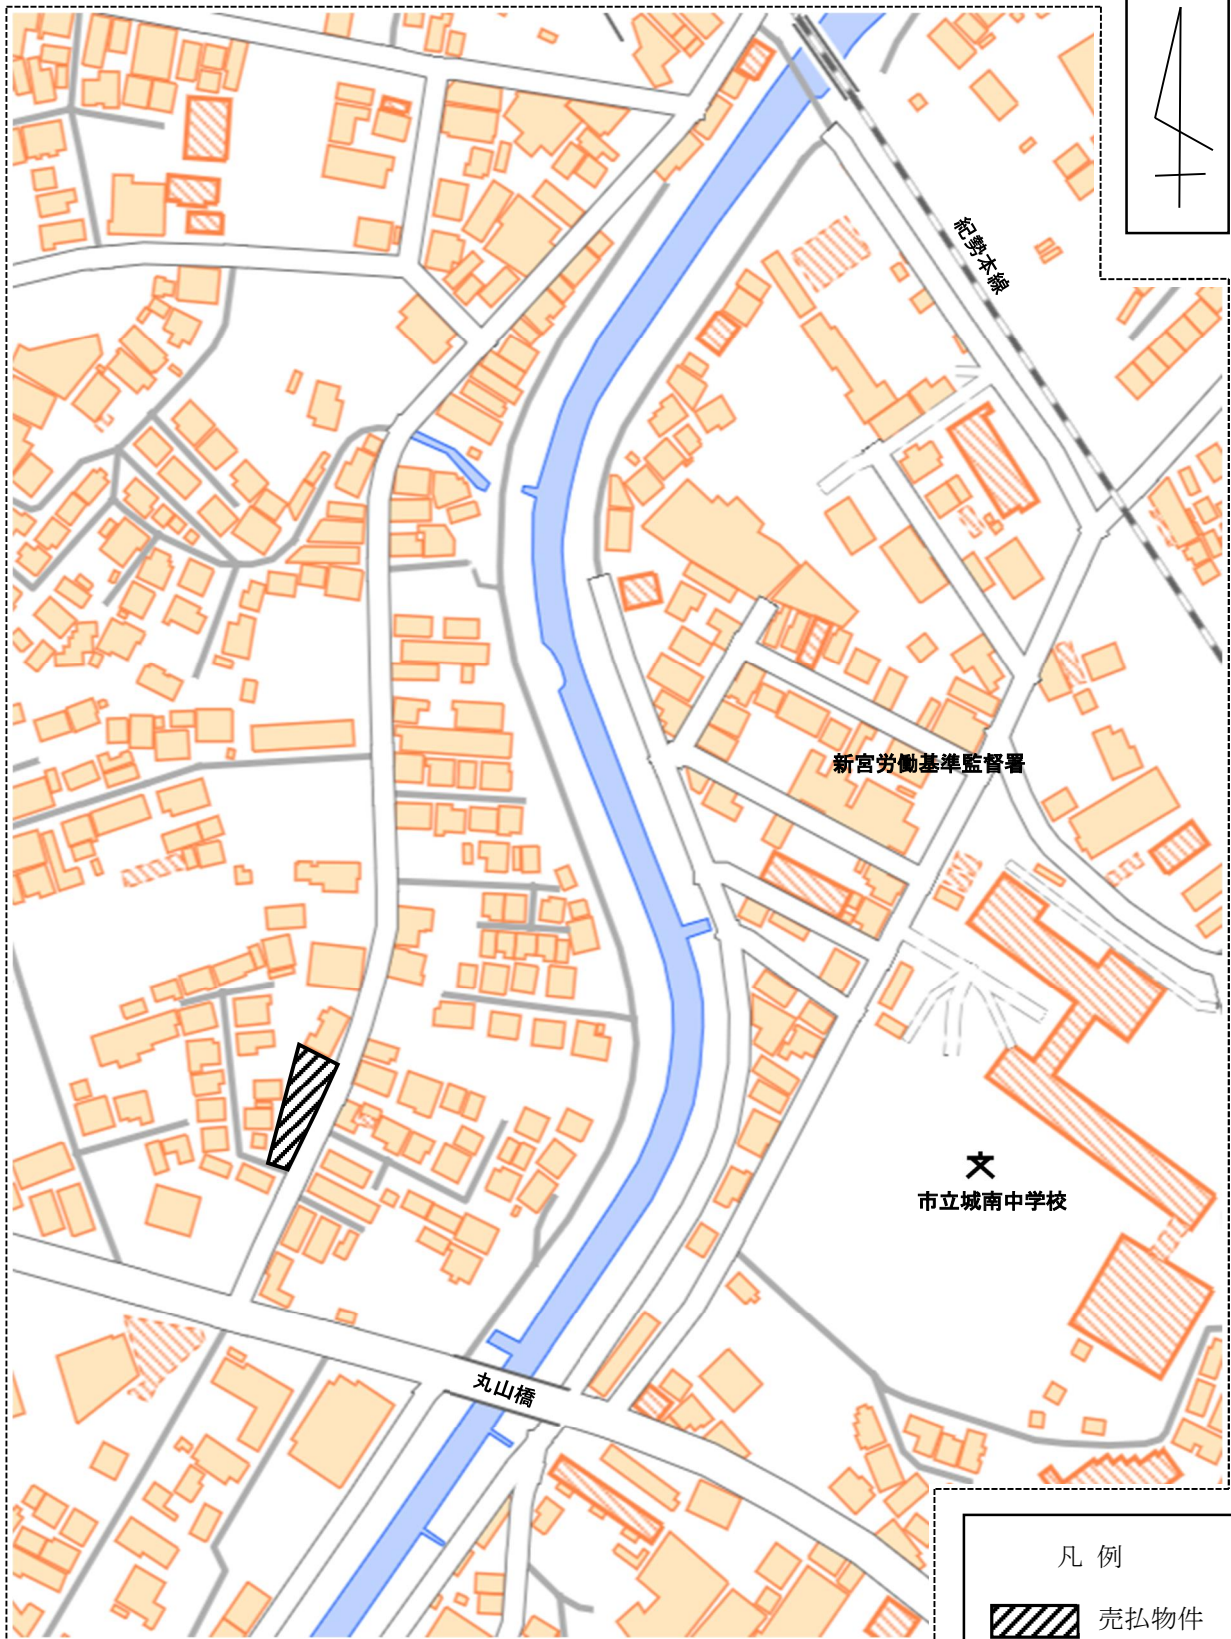 紀勢本線
新宮労働基準監督署
市立城南中学校
丸山橋
凡 例
売払物件